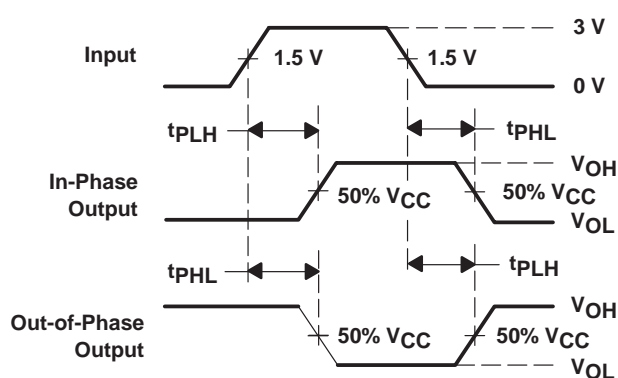 3 V
Input
1.5 V
1.5 V
0 V
tPLH
tPHL
VOH
In-Phase
Output
50% VCC
50% VCC
VOL
tPHL
tPLH
VOH
Out-of-Phase
Output
50% VCC
50% VCC
VOL